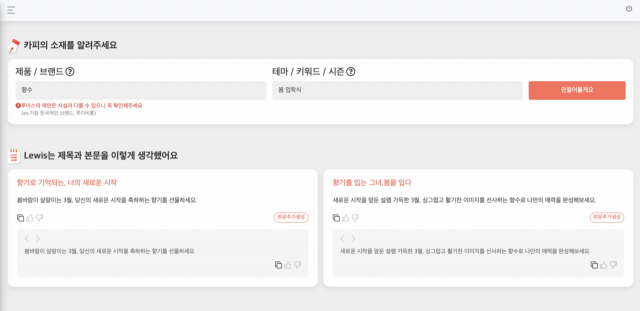 카피의 소재를 알려주세요
제품 / 브랜드
테마 / 키워드 / 시즌
향수
봄 입학식
만들어볼게요
루이스의 제안은 사실과 다를 수 있으니 꼭 확인해주세요
(ex.가장 한국적인 브랜드, 루이비통)
Lewis는 제목과 본문을 이렇게 생각했어요
향기로 기억되는, 너의 새로운 시작
봄바람이 살랑이는 3월, 당신의 새로운 시작을 축하하는 향기를 선물하세요.
본문추가생성
봄바람이 살랑이는 3월, 당신의 새로운 시작을 축하하는 향기를 선물하세요.
향기를 입는 그녀,봄을 입다
새로운 시작을 앞둔 설렘 가득한 3월, 싱그럽고 활기찬 이미지를 선사하는 향수로 나만의 매력을 완성해보세요.
본문추가생성
새로운 시작을 앞둔 설렘 가득한 3월, 싱그럽고 활기찬 이미지를 선사하는 향수로 나만의 매력을 완성해보세요.